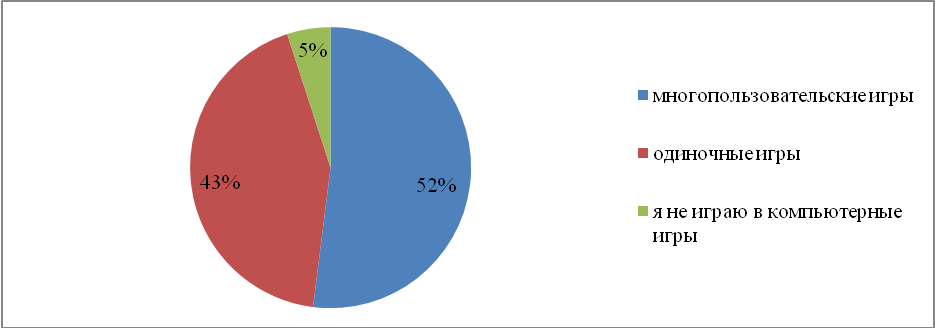 5%
многопользовательские игры
43%
52%
одиночные игры
я не играю в компьютерные
игры